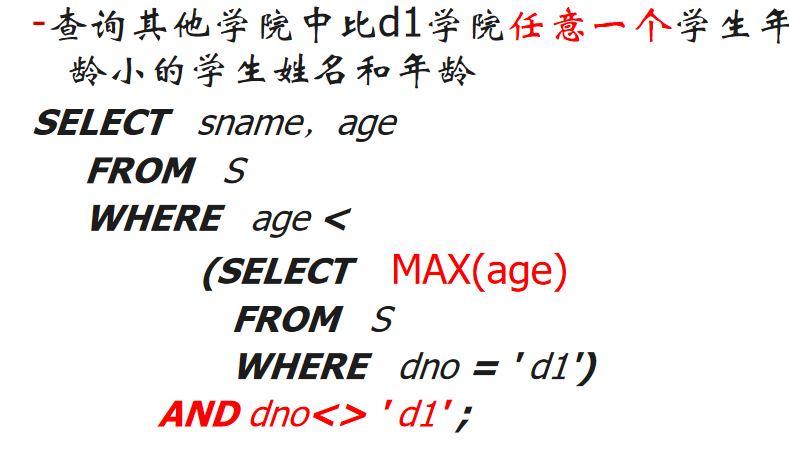 -查询其他学院中比d1学院任意一个学生年
龄小的学生姓名和年龄
SELECT sname，age
FROM S
WHERE age <
(SELECT MAX(age)
FROM S
WHERE dno = ' d1')
AND dno<> ' d1' ;